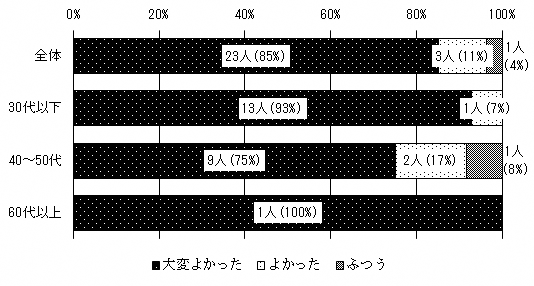 0% 20% 40% 60% 80% 100%
全体 23人(85%) 3人(11%) 1人(4%)
30代以下 13人(93%) 1人(7%)
40～50代 9人(75%) 2人(17%) 1人(8%)
60代以上 1人(100%)
大変よかった よかった ふつう